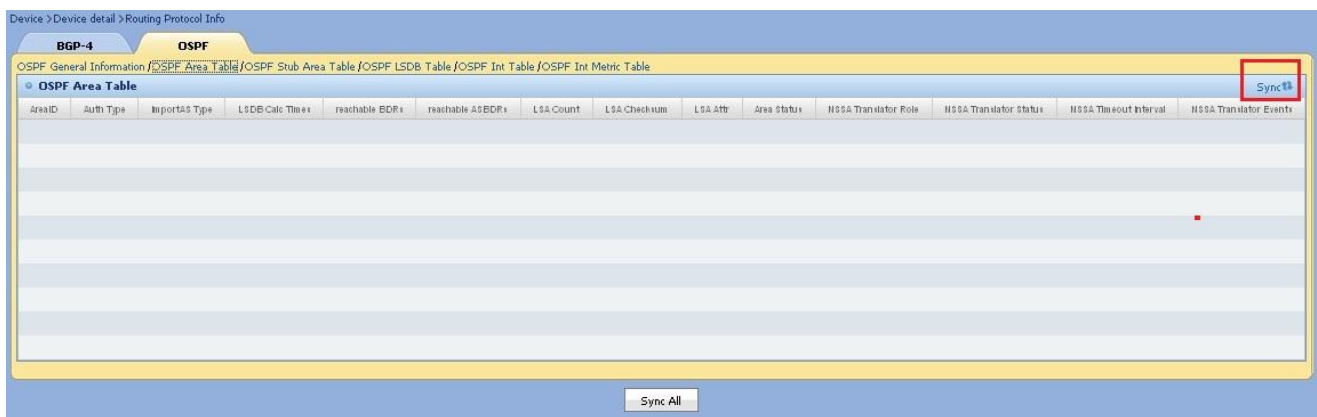 Device >Device detail >Routing Protocol Info
BGP-4 OSPF
OSPF General Information /OSPF Area Table/OSPF Stub Area Table /OSPF LSDB Table /OSPF Int Table /OSPF Int Metric Table
OSPF Area Table Sync
AreaID Auth Type ImportAS Type LSDB Calc Times reachable BDRs reachable ASBDRs LSA Count LSA Checksum LSA Attr Area Status NSSA Translator Role NSSA Translator Status NSSA Timeout Interval NSSA Translator Events
Sync All